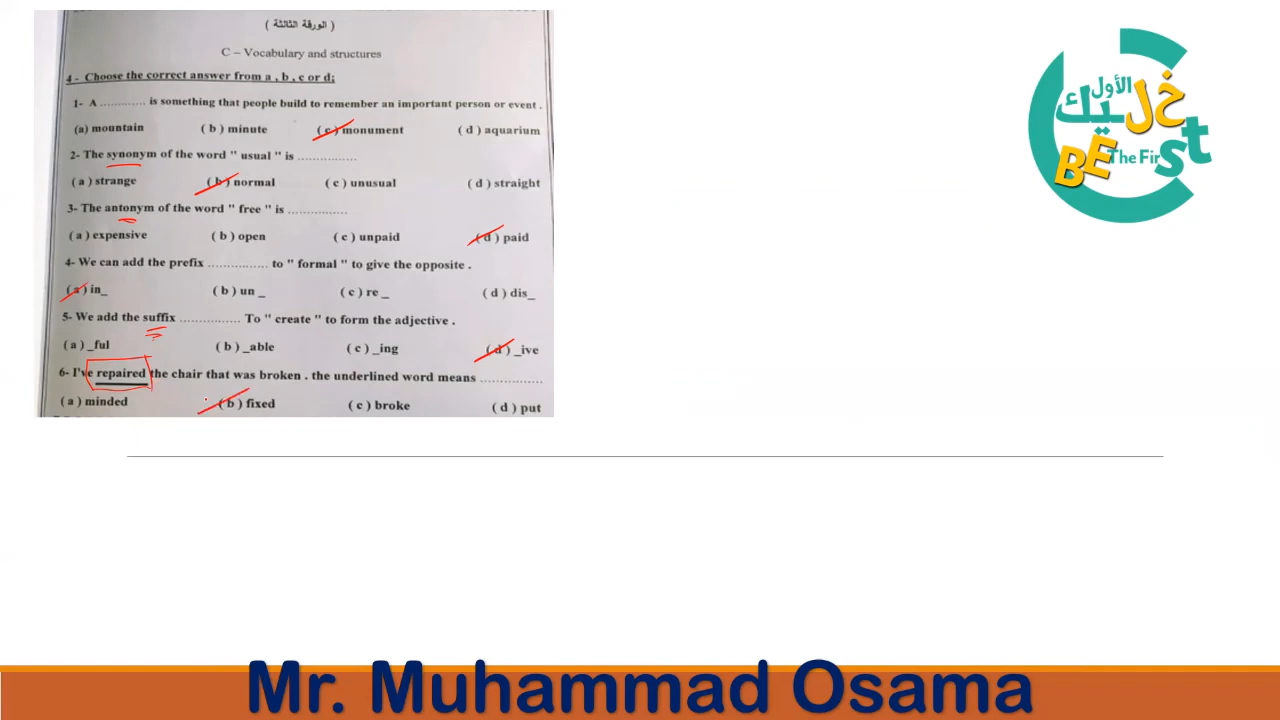 ( الورقة الثالثة )
C – Vocabulary and structures
4 - Choose the correct answer from a , b , c or d;
1- A ............ is something that people build to remember an important person or event .
(a) mountain ( b ) minute ( c ) monument ( d ) aquarium
2- The synonym of the word " usual " is ...............
( a ) strange ( b ) normal ( c ) unusual ( d ) straight
3- The antonym of the word " free " is ...............
( a ) expensive ( b ) open ( c ) unpaid ( d ) paid
4- We can add the prefix ............... to " formal " to give the opposite .
( a ) in_ ( b ) un _ ( c ) re _ ( d ) dis_
5- We add the suffix ............... To " create " to form the adjective .
( a ) _ful ( b ) _able ( c ) _ing ( d ) _ive
6- I've repaired the chair that was broken . the underlined word means ...............
( a ) minded ( b ) fixed ( c ) broke ( d ) put
خليك الأول
BE The First
Mr. Muhammad Osama